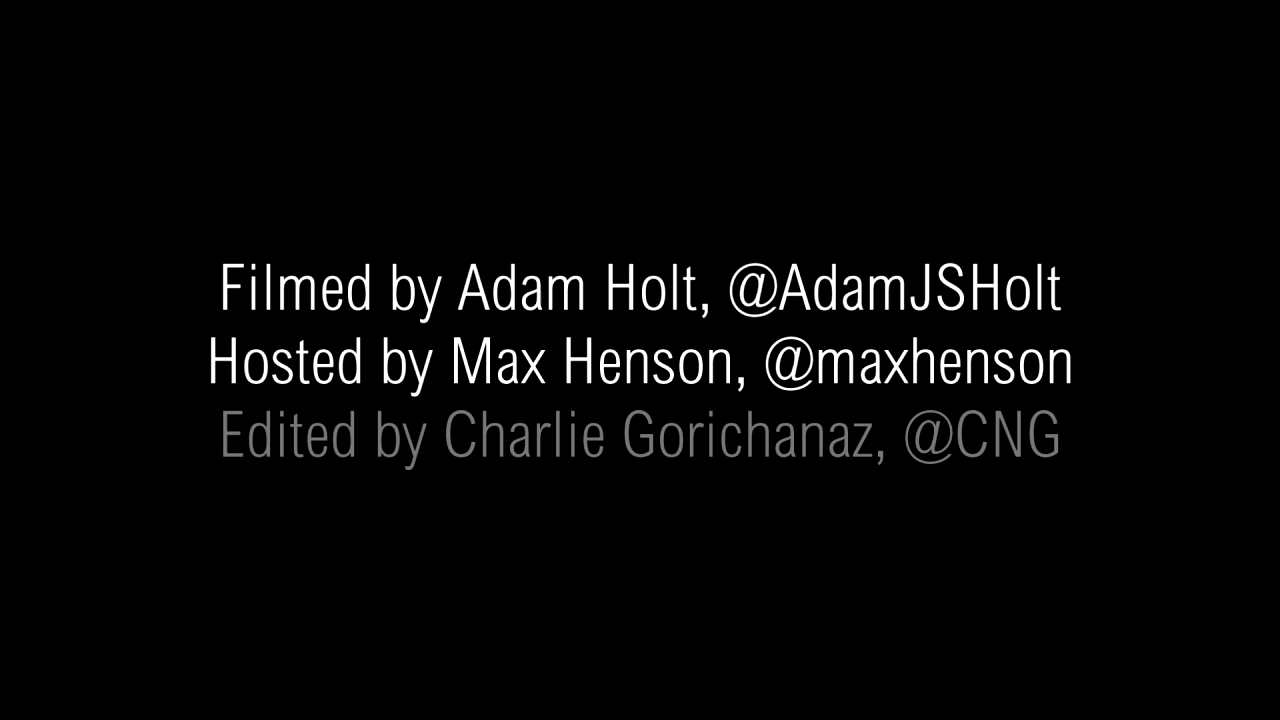 Filmed by Adam Holt, @AdamJSHolt
Hosted by Max Henson, @maxhenson
Edited by Charlie Gorichanaz, @CNG